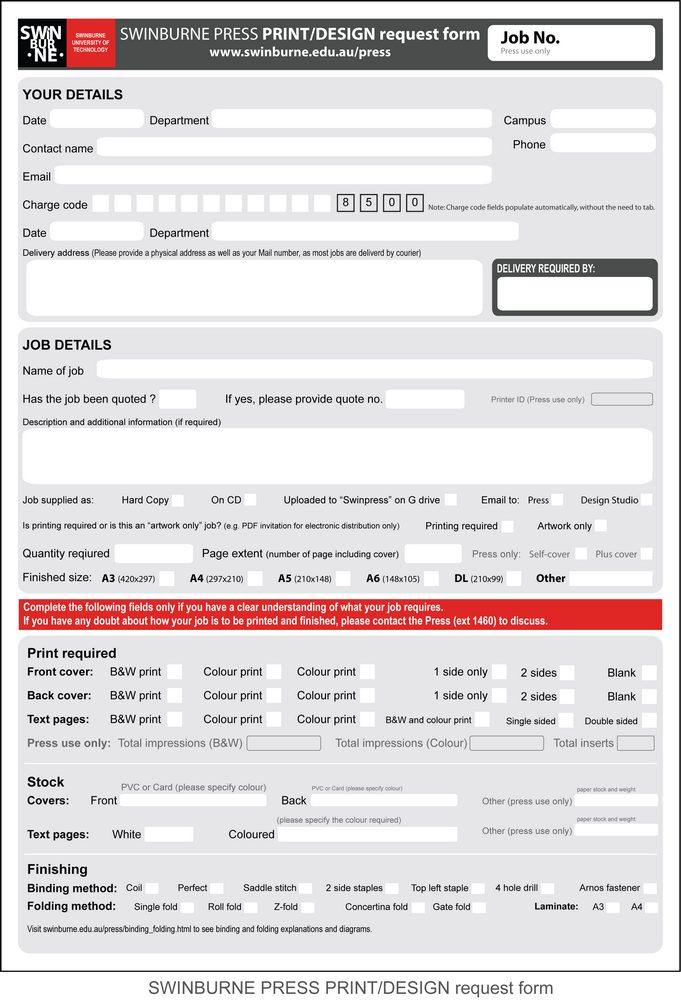 SWIN
BUR
·NE·
SWINBURNE
UNIVERSITY OF
TECHNOLOGY
SWINBURNE PRESS PRINT/DESIGN request form
www.swinburne.edu.au/press
Job No.
Press use only
YOUR DETAILS
Date Department Campus
Contact name Phone
Email
Charge code 8 5 0 0 Note: Charge code fields populate automatically, without the need to tab.
Date Department
Delivery address (Please provide a physical address as well as your Mail number, as most jobs are deliverd by courier)
DELIVERY REQUIRED BY:
JOB DETAILS
Name of job
Has the job been quoted ? If yes, please provide quote no. Printer ID (Press use only)
Description and additional information (if required)
Job supplied as: Hard Copy On CD Uploaded to “Swinpress” on G drive Email to: Press Design Studio
Is printing required or is this an “artwork only” job? (e.g. PDF invitation for electronic distribution only) Printing required Artwork only
Quantity reqiured Page extent (number of page including cover) Press only: Self-cover Plus cover
Finished size: A3 (420x297) A4 (297x210) A5 (210x148) A6 (148x105) DL (210x99) Other
Complete the following fields only if you have a clear understanding of what your job requires.
If you have any doubt about how your job is to be printed and finished, please contact the Press (ext 1460) to discuss.
Print required
Front cover: B&W print Colour print Colour print 1 side only 2 sides Blank
Back cover: B&W print Colour print Colour print 1 side only 2 sides Blank
Text pages: B&W print Colour print Colour print B&W and colour print Single sided Double sided
Press use only: Total impressions (B&W) Total impressions (Colour) Total inserts
Stock
PVC or Card (please specify colour) PVC or Card (please specify colour) paper stock and weight
Covers: Front Back Other (press use only)
(please specify the colour required) paper stock and weight
Text pages: White Coloured Other (press use only)
Finishing
Binding method: Coil Perfect Saddle stitch 2 side staples Top left staple 4 hole drill Arnos fastener
Folding method: Single fold Roll fold Z-fold Concertina fold Gate fold Laminate: A3 A4
Visit swinburne.edu.au/press/binding_folding.html to see binding and folding explanations and diagrams.
SWINBURNE PRESS PRINT/DESIGN request form